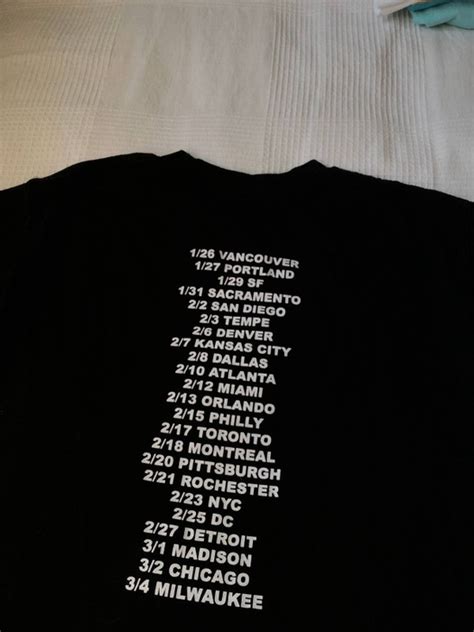 1/26 VANCOUVER
1/27 PORTLAND
1/29 SF
1/31 SACRAMENTO
2/2 SAN DIEGO
2/3 TEMPE
2/6 DENVER
2/7 KANSAS CITY
2/8 DALLAS
2/10 ATLANTA
2/12 MIAMI
2/13 ORLANDO
2/15 PHILLY
2/17 TORONTO
2/18 MONTREAL
2/20 PITTSBURGH
2/21 ROCHESTER
2/23 NYC
2/25 DC
2/27 DETROIT
3/1 MADISON
3/2 CHICAGO
3/4 MILWAUKEE